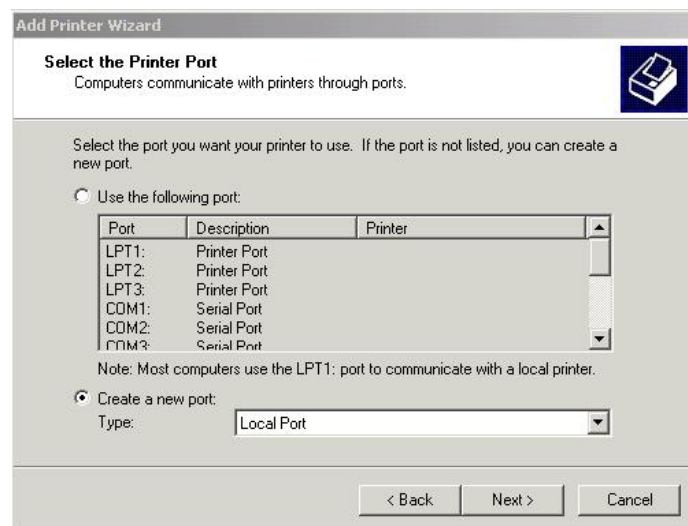 Add Printer Wizard
Select the Printer Port
Computers communicate with printers through ports.
Select the port you want your printer to use. If the port is not listed, you can create a
new port.
Use the following port:
Port Description Printer
LPT1: Printer Port
LPT2: Printer Port
LPT3: Printer Port
COM1: Serial Port
COM2: Serial Port
COM3: Serial Port
Note: Most computers use the LPT1: port to communicate with a local printer.
Create a new port:
Type: Local Port
< Back Next > Cancel